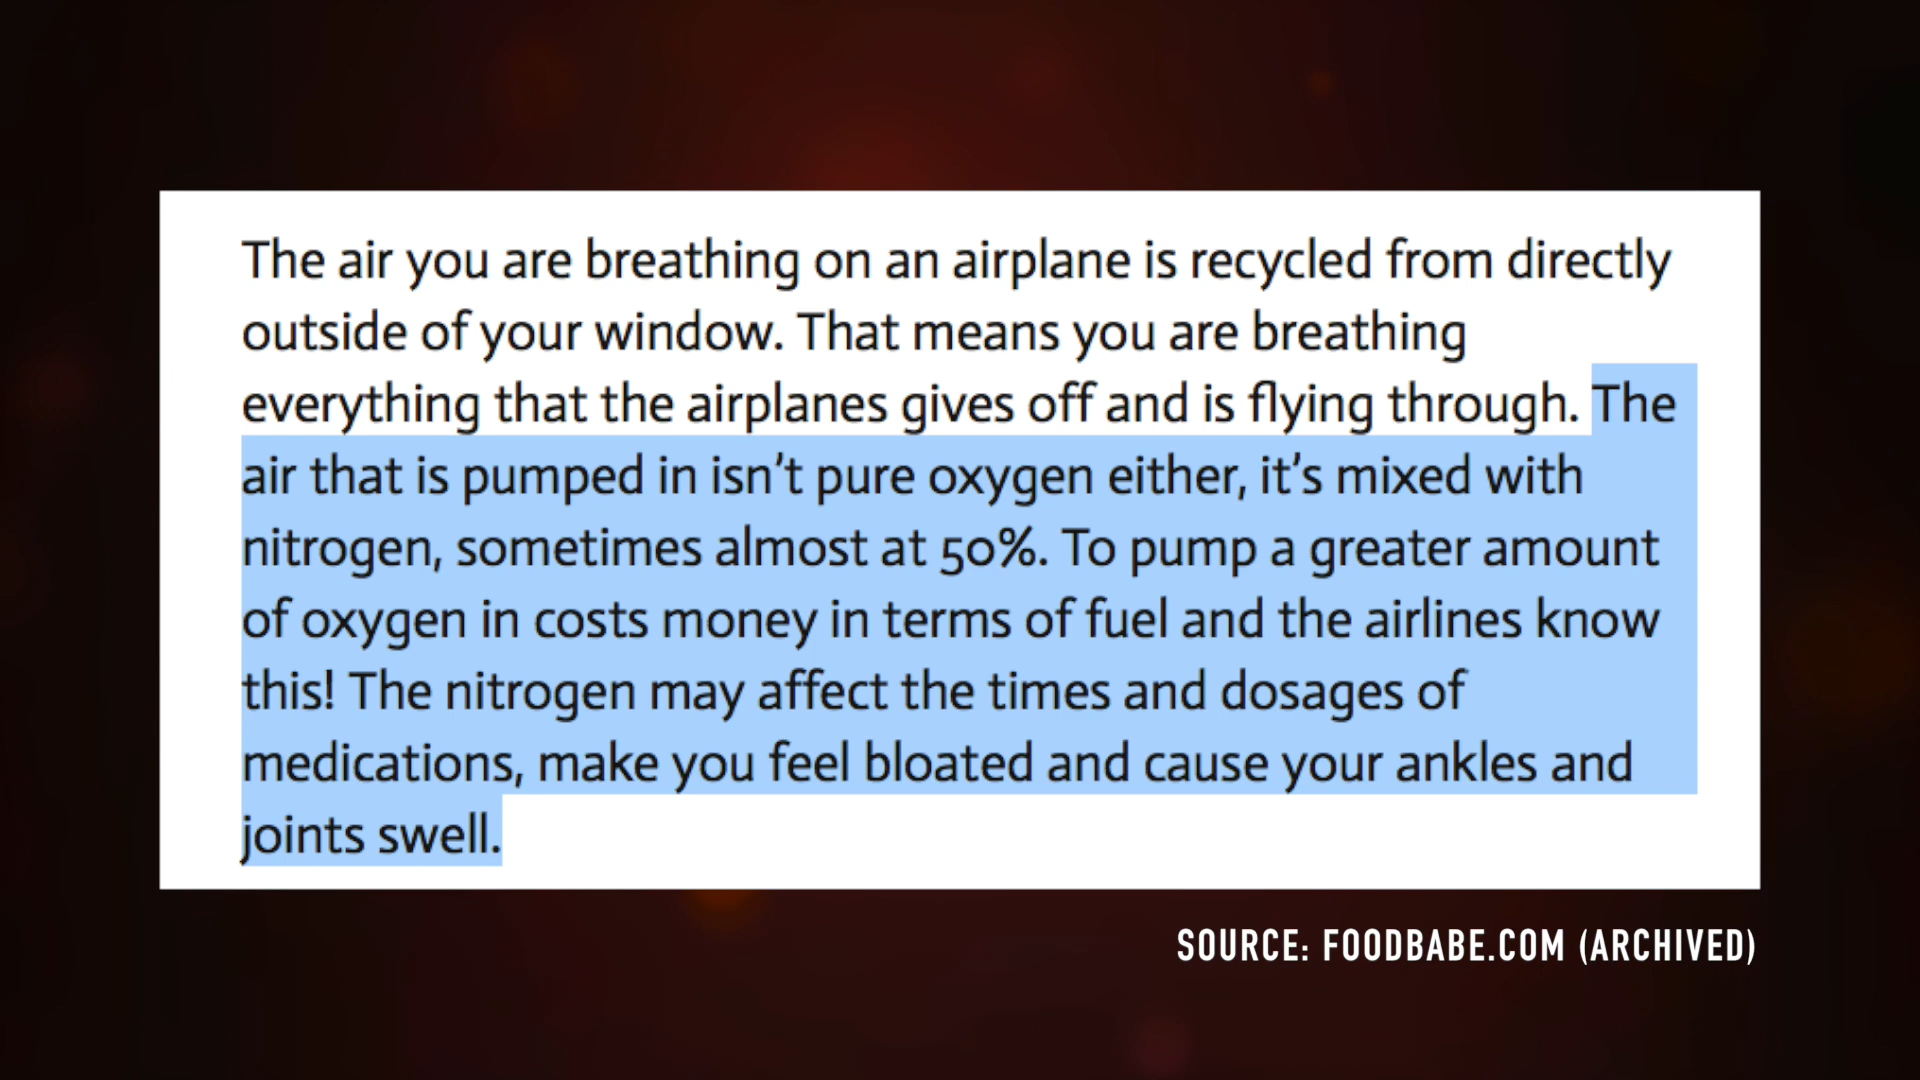 The air you are breathing on an airplane is recycled from directly
outside of your window. That means you are breathing
everything that the airplanes gives off and is flying through. The
air that is pumped in isn’t pure oxygen either, it’s mixed with
nitrogen, sometimes almost at 50%. To pump a greater amount
of oxygen in costs money in terms of fuel and the airlines know
this! The nitrogen may affect the times and dosages of
medications, make you feel bloated and cause your ankles and
joints swell.
SOURCE: FOODBABE.COM (ARCHIVED)